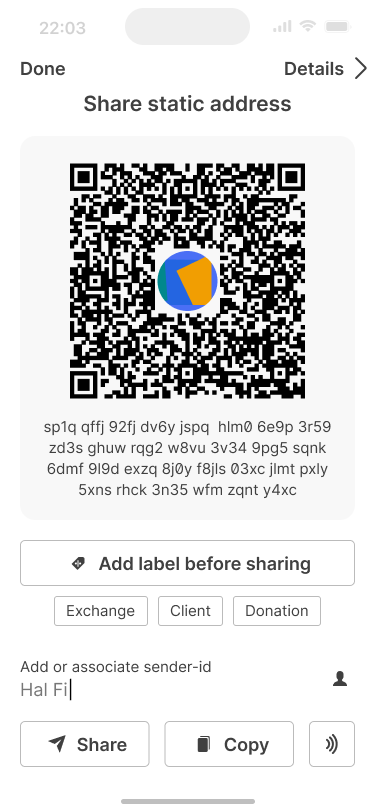 22:03
Done
Details
Share static address
sp1q qffj 92fj dv6y jspq hlm0 6e9p 3r59
zd3s ghuw rqg2 w8vu 3v34 9pg5 sqnk
6dmf 9l9d exzq 8j0y f8jls 03xc jlmt pxly
5xns rhck 3n35 wfm zqnt y4xc
Add label before sharing
Exchange Client Donation
Add or associate sender-id
Hal Fi
Share Copy